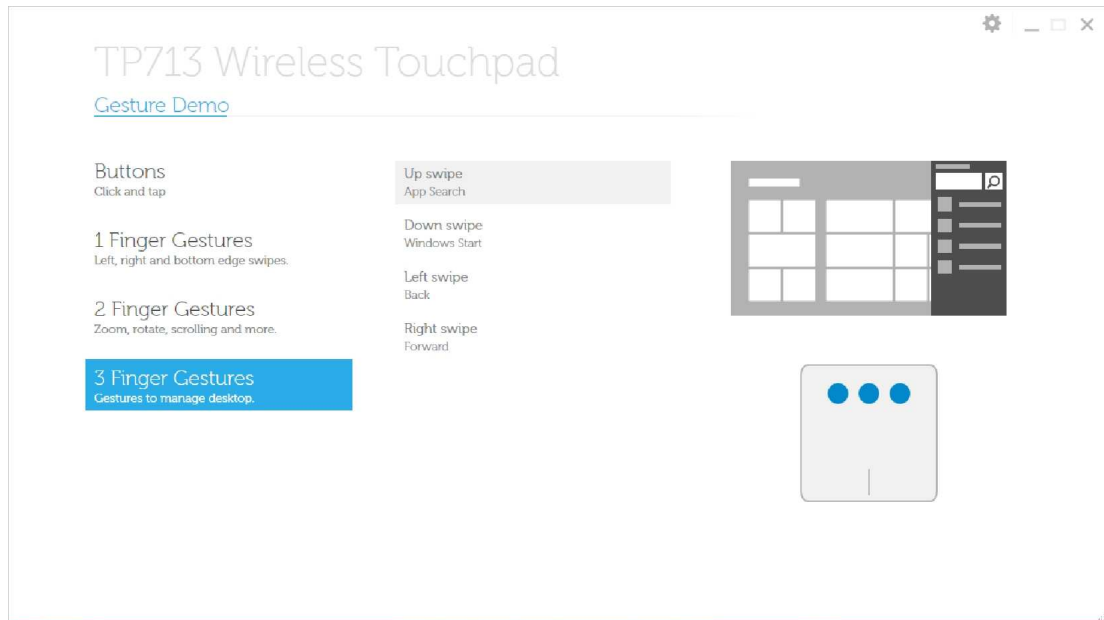 TP713 Wireless Touchpad
Gesture Demo
Buttons
Click and tap
1 Finger Gestures
Left, right and bottom edge swipes.
2 Finger Gestures
Zoom, rotate, scrolling and more.
3 Finger Gestures
Gestures to manage desktop.
Up swipe
App Search
Down swipe
Windows Start
Left swipe
Back
Right swipe
Forward